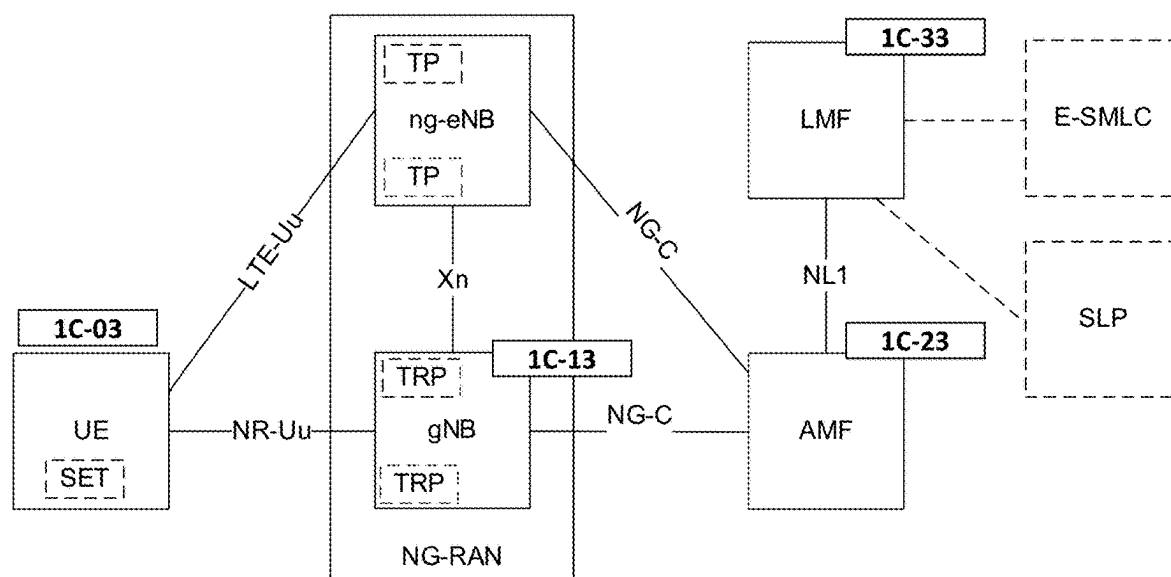 1C-33
TP
ng-eNB
TP
LMF
E-SMLC
LTE-Uu
NG-C
Xn
NL1
SLP
1C-03
1C-13
1C-23
TRP
UE
NR-Uu
gNB
NG-C
AMF
SET
TRP
NG-RAN